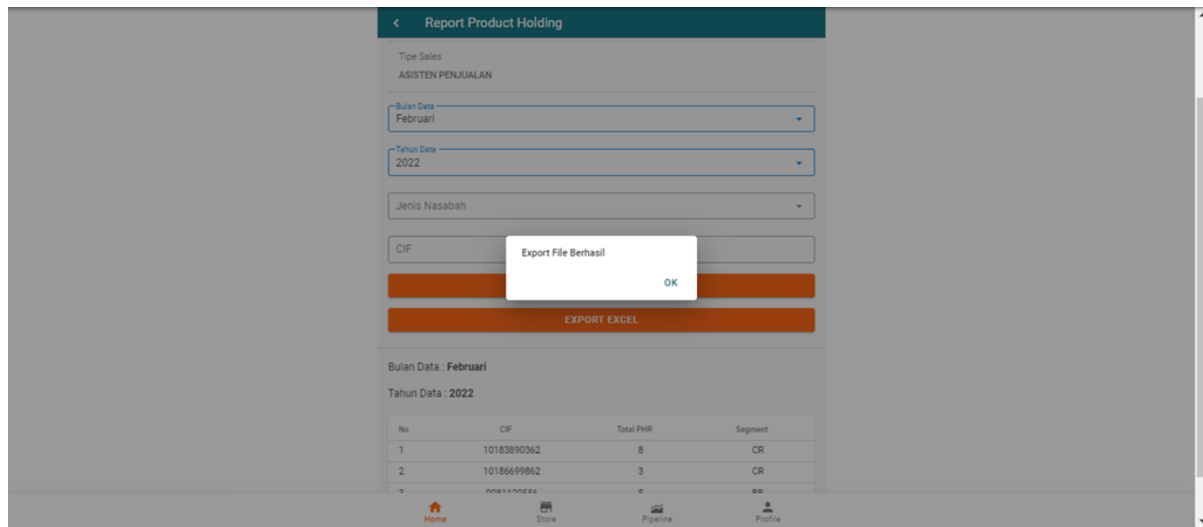 Report Product Holding
Tipe Sales
ASISTEN PENJUALAN
Bulan Data
Februari
Tahun Data
2022
Jenis Nasabah
CIF
Export File Berhasil
OK
EXPORT EXCEL
Bulan Data : Februari
Tahun Data : 2022
No CIF Total PHR Segment
1 10183890362 8 CR
2 10186699862 3 CR
Home Store Pipeline Profile